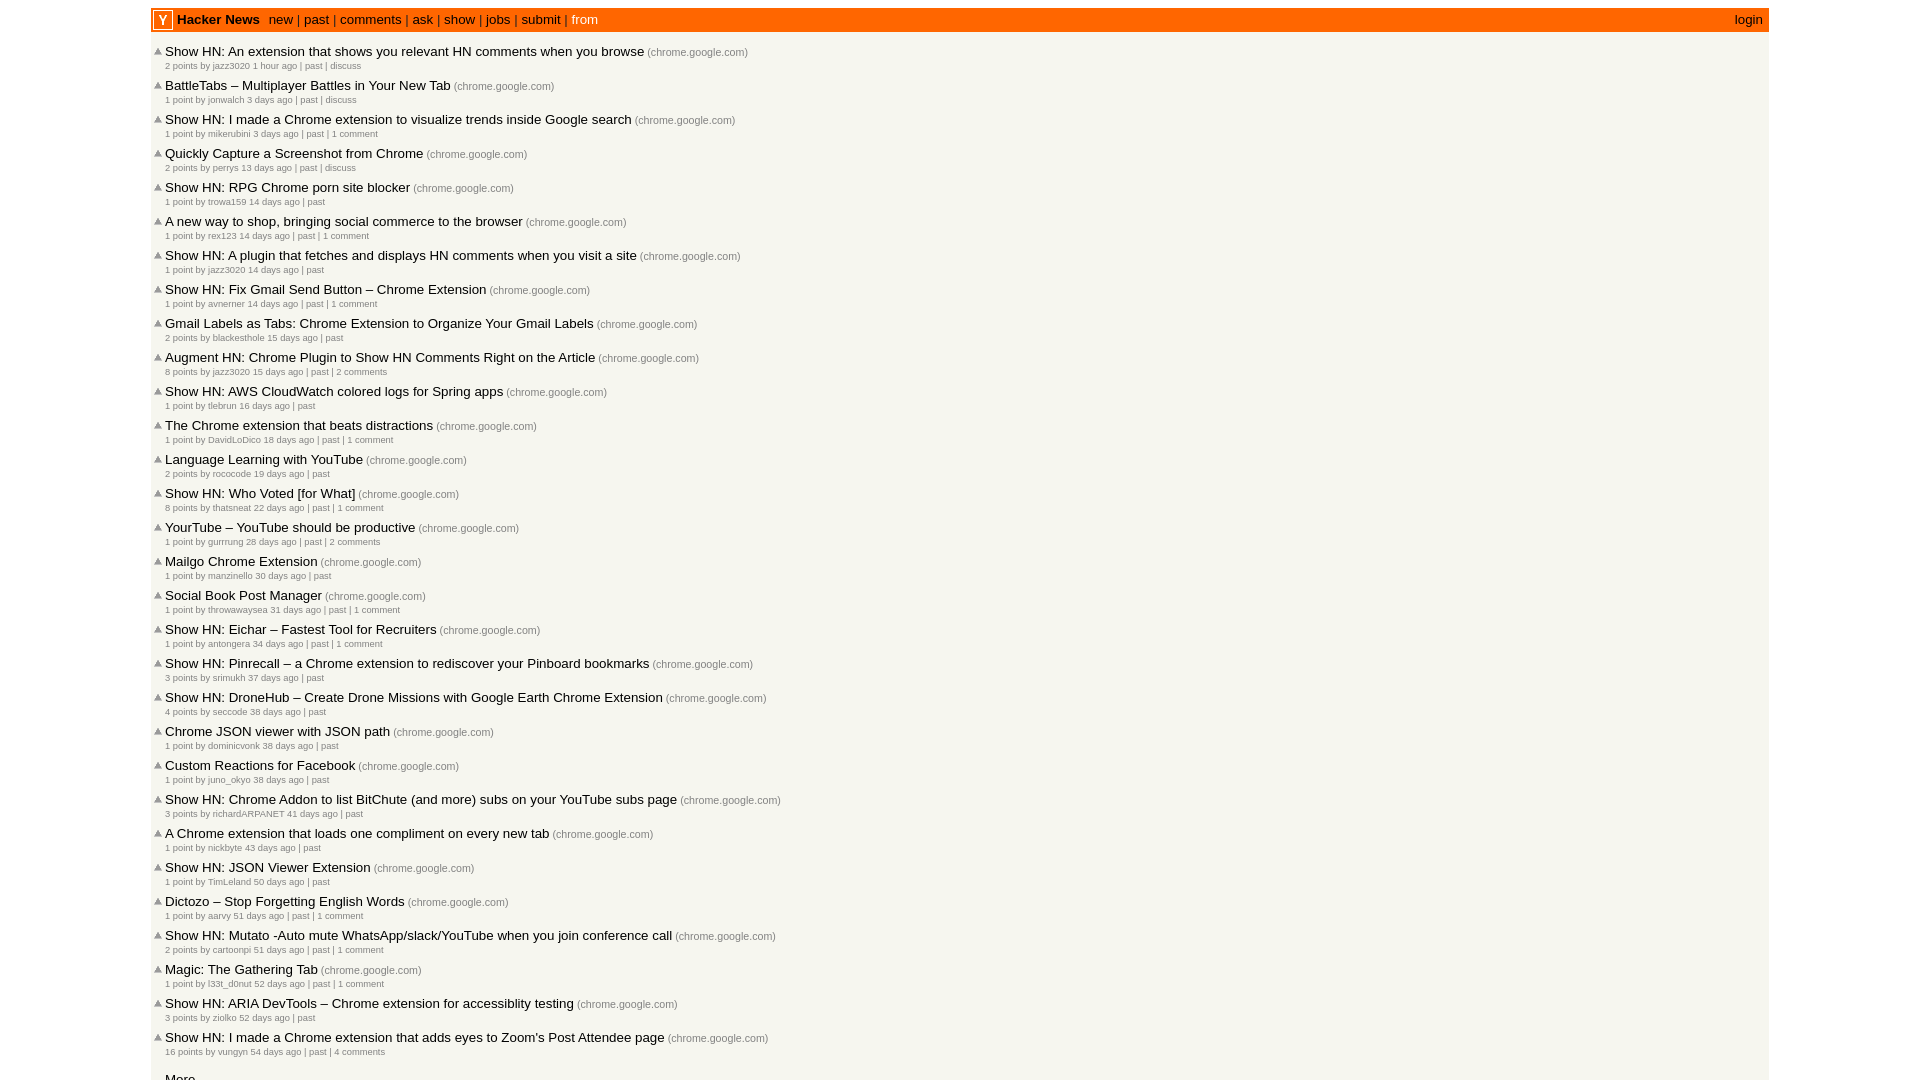 Y Hacker News new | past | comments | ask | show | jobs | submit | from login
Show HN: An extension that shows you relevant HN comments when you browse (chrome.google.com)
2 points by jazz3020 1 hour ago | past | discuss
BattleTabs – Multiplayer Battles in Your New Tab (chrome.google.com)
1 point by jonwalch 3 days ago | past | discuss
Show HN: I made a Chrome extension to visualize trends inside Google search (chrome.google.com)
1 point by mikerubini 3 days ago | past | 1 comment
Quickly Capture a Screenshot from Chrome (chrome.google.com)
2 points by perrys 13 days ago | past | discuss
Show HN: RPG Chrome porn site blocker (chrome.google.com)
1 point by trowa159 14 days ago | past
A new way to shop, bringing social commerce to the browser (chrome.google.com)
1 point by rex123 14 days ago | past | 1 comment
Show HN: A plugin that fetches and displays HN comments when you visit a site (chrome.google.com)
1 point by jazz3020 14 days ago | past
Show HN: Fix Gmail Send Button – Chrome Extension (chrome.google.com)
1 point by avnerner 14 days ago | past | 1 comment
Gmail Labels as Tabs: Chrome Extension to Organize Your Gmail Labels (chrome.google.com)
2 points by blackesthole 15 days ago | past
Augment HN: Chrome Plugin to Show HN Comments Right on the Article (chrome.google.com)
8 points by jazz3020 15 days ago | past | 2 comments
Show HN: AWS CloudWatch colored logs for Spring apps (chrome.google.com)
1 point by tlebrun 16 days ago | past
The Chrome extension that beats distractions (chrome.google.com)
1 point by DavidLoDico 18 days ago | past | 1 comment
Language Learning with YouTube (chrome.google.com)
2 points by rococode 19 days ago | past
Show HN: Who Voted [for What] (chrome.google.com)
8 points by thatsneat 22 days ago | past | 1 comment
YourTube – YouTube should be productive (chrome.google.com)
1 point by gurrrung 28 days ago | past | 2 comments
Mailgo Chrome Extension (chrome.google.com)
1 point by manzinello 30 days ago | past
Social Book Post Manager (chrome.google.com)
1 point by throwawaysea 31 days ago | past | 1 comment
Show HN: Eichar – Fastest Tool for Recruiters (chrome.google.com)
1 point by antongera 34 days ago | past | 1 comment
Show HN: Pinrecall – a Chrome extension to rediscover your Pinboard bookmarks (chrome.google.com)
3 points by srimukh 37 days ago | past
Show HN: DroneHub – Create Drone Missions with Google Earth Chrome Extension (chrome.google.com)
4 points by seccode 38 days ago | past
Chrome JSON viewer with JSON path (chrome.google.com)
1 point by dominicvonk 38 days ago | past
Custom Reactions for Facebook (chrome.google.com)
1 point by juno_okyo 38 days ago | past
Show HN: Chrome Addon to list BitChute (and more) subs on your YouTube subs page (chrome.google.com)
3 points by richardARPANET 41 days ago | past
A Chrome extension that loads one compliment on every new tab (chrome.google.com)
1 point by nickbyte 43 days ago | past
Show HN: JSON Viewer Extension (chrome.google.com)
1 point by TimLeland 50 days ago | past
Dictozo – Stop Forgetting English Words (chrome.google.com)
1 point by aarvy 51 days ago | past | 1 comment
Show HN: Mutato -Auto mute WhatsApp/slack/YouTube when you join conference call (chrome.google.com)
2 points by cartoonpi 51 days ago | past | 1 comment
Magic: The Gathering Tab (chrome.google.com)
1 point by l33t_d0nut 52 days ago | past | 1 comment
Show HN: ARIA DevTools – Chrome extension for accessiblity testing (chrome.google.com)
3 points by ziolko 52 days ago | past
Show HN: I made a Chrome extension that adds eyes to Zoom's Post Attendee page (chrome.google.com)
16 points by vungyn 54 days ago | past | 4 comments
More